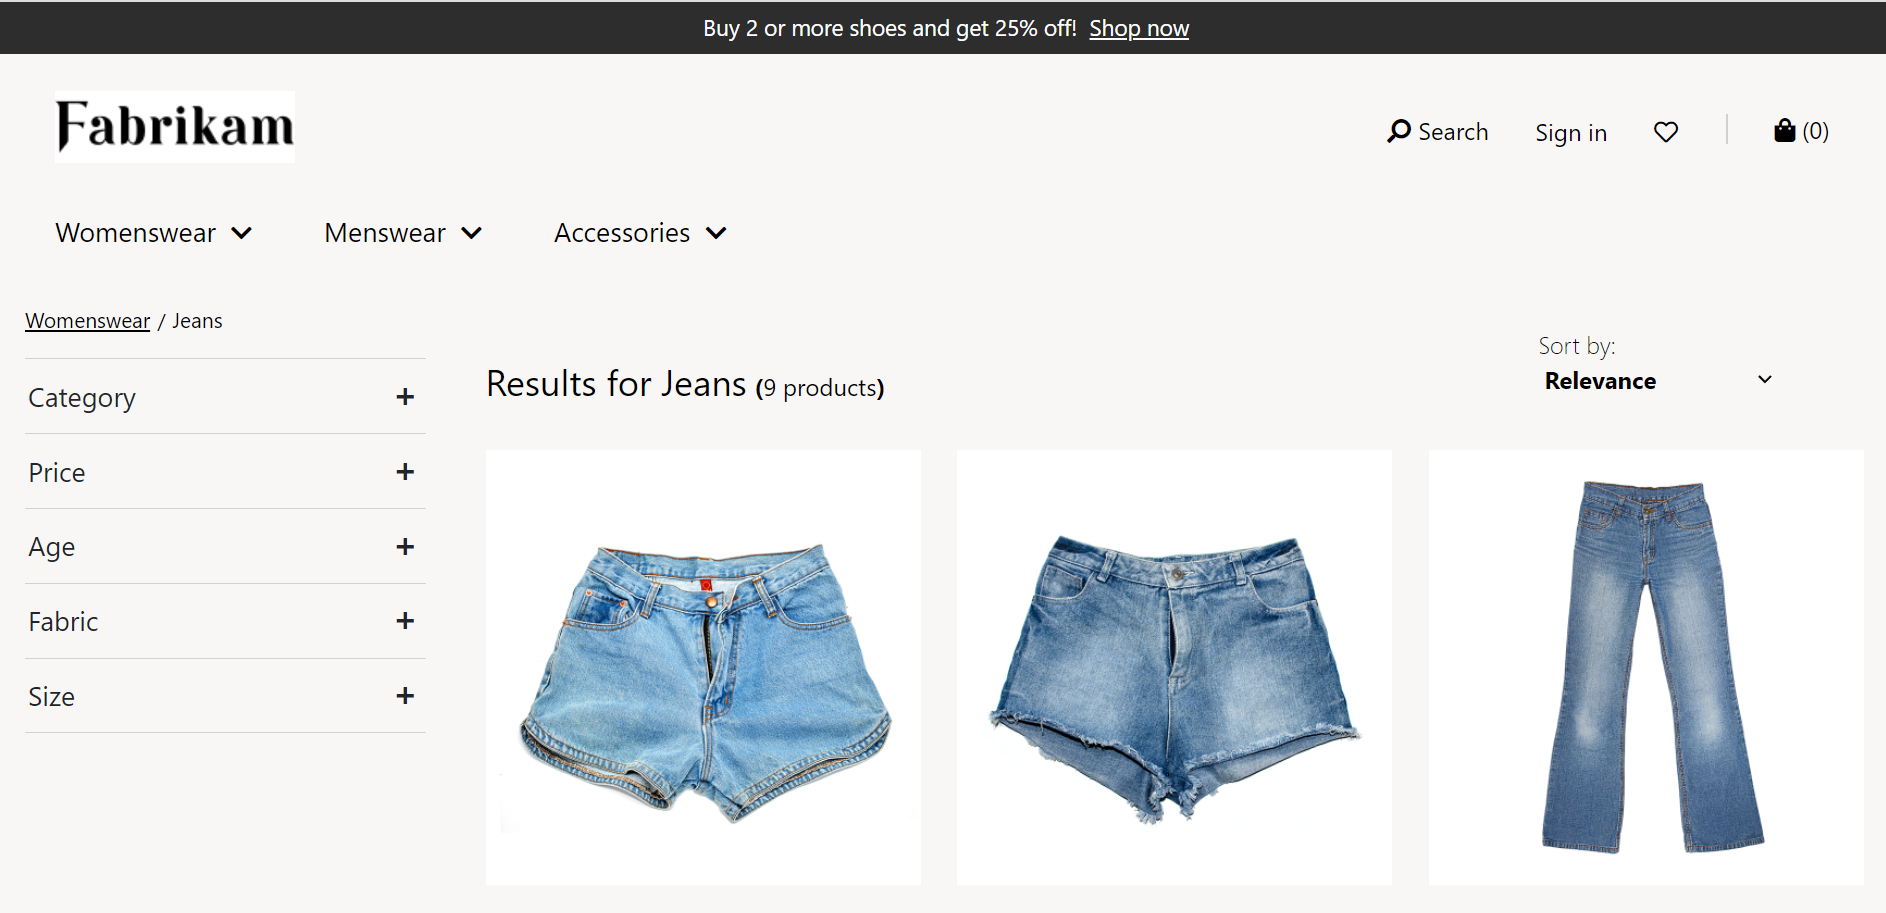 Buy 2 or more shoes and get 25% off! Shop now
Fabrikam
Search Sign in (0)
Womenswear Menswear Accessories
Womenswear / Jeans
Sort by:
Relevance
Results for Jeans (9 products)
Category
Price
Age
Fabric
Size